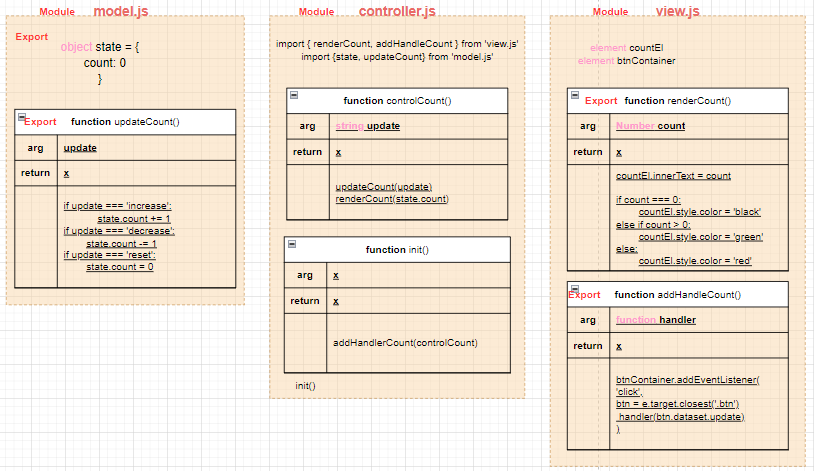 Module model.js
Export
object state = {
count: 0
}
Export function updateCount()
arg update
return x
if update === 'increase':
state.count += 1
if update === 'decrease':
state.count -= 1
if update === 'reset':
state.count = 0
Module controller.js
import { renderCount, addHandleCount } from 'view.js'
import {state, updateCount} from 'model.js'
function controlCount()
arg string update
return x
updateCount(update)
renderCount(state.count)
function init()
arg x
return x
addHandlerCount(controlCount)
init()
Module view.js
element countEl
element btnContainer
Export function renderCount()
arg Number count
return x
countEl.innerText = count
if count === 0:
countEl.style.color = 'black'
else if count > 0:
countEl.style.color = 'green'
else:
countEl.style.color = 'red'
Export function addHandleCount()
arg function handler
return x
btnContainer.addEventListener(
'click',
btn = e.target.closest('.btn')
handler(btn.dataset.update)
)